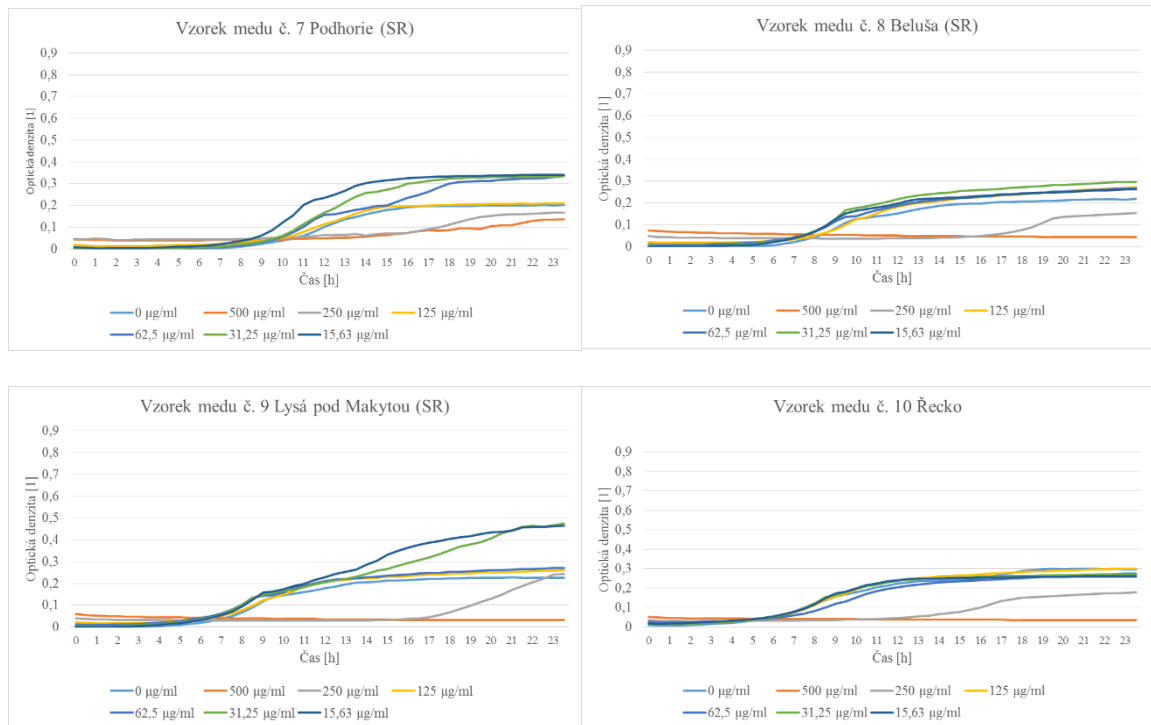 Vzorek medu č. 7 Podhorie (SR)
0,9
0,8
0,7
0,6
0,5
0,4
0,3
0,2
0,1
0
Optická denzita [1]
0 1 2 3 4 5 6 7 8 9 10 11 12 13 14 15 16 17 18 19 20 21 22 23
Čas [h]
0 µg/ml 500 µg/ml 250 µg/ml 125 µg/ml
62,5 µg/ml 31,25 µg/ml 15,63 µg/ml
Vzorek medu č. 8 Beluša (SR)
0,9
0,8
0,7
0,6
0,5
0,4
0,3
0,2
0,1
0
Optická denzita [1]
0 1 2 3 4 5 6 7 8 9 10 11 12 13 14 15 16 17 18 19 20 21 22 23
Čas [h]
0 µg/ml 500 µg/ml 250 µg/ml 125 µg/ml
62,5 µg/ml 31,25 µg/ml 15,63 µg/ml
Vzorek medu č. 9 Lysá pod Makytou (SR)
0,9
0,8
0,7
0,6
0,5
0,4
0,3
0,2
0,1
0
Optická denzita [1]
0 1 2 3 4 5 6 7 8 9 10 11 12 13 14 15 16 17 18 19 20 21 22 23
Čas [h]
0 µg/ml 500 µg/ml 250 µg/ml 125 µg/ml
62,5 µg/ml 31,25 µg/ml 15,63 µg/ml
Vzorek medu č. 10 Řecko
0,9
0,8
0,7
0,6
0,5
0,4
0,3
0,2
0,1
0
Optická denzita [1]
0 1 2 3 4 5 6 7 8 9 10 11 12 13 14 15 16 17 18 19 20 21 22 23
Čas [h]
0 µg/ml 500 µg/ml 250 µg/ml 125 µg/ml
62,5 µg/ml 31,25 µg/ml 15,63 µg/ml